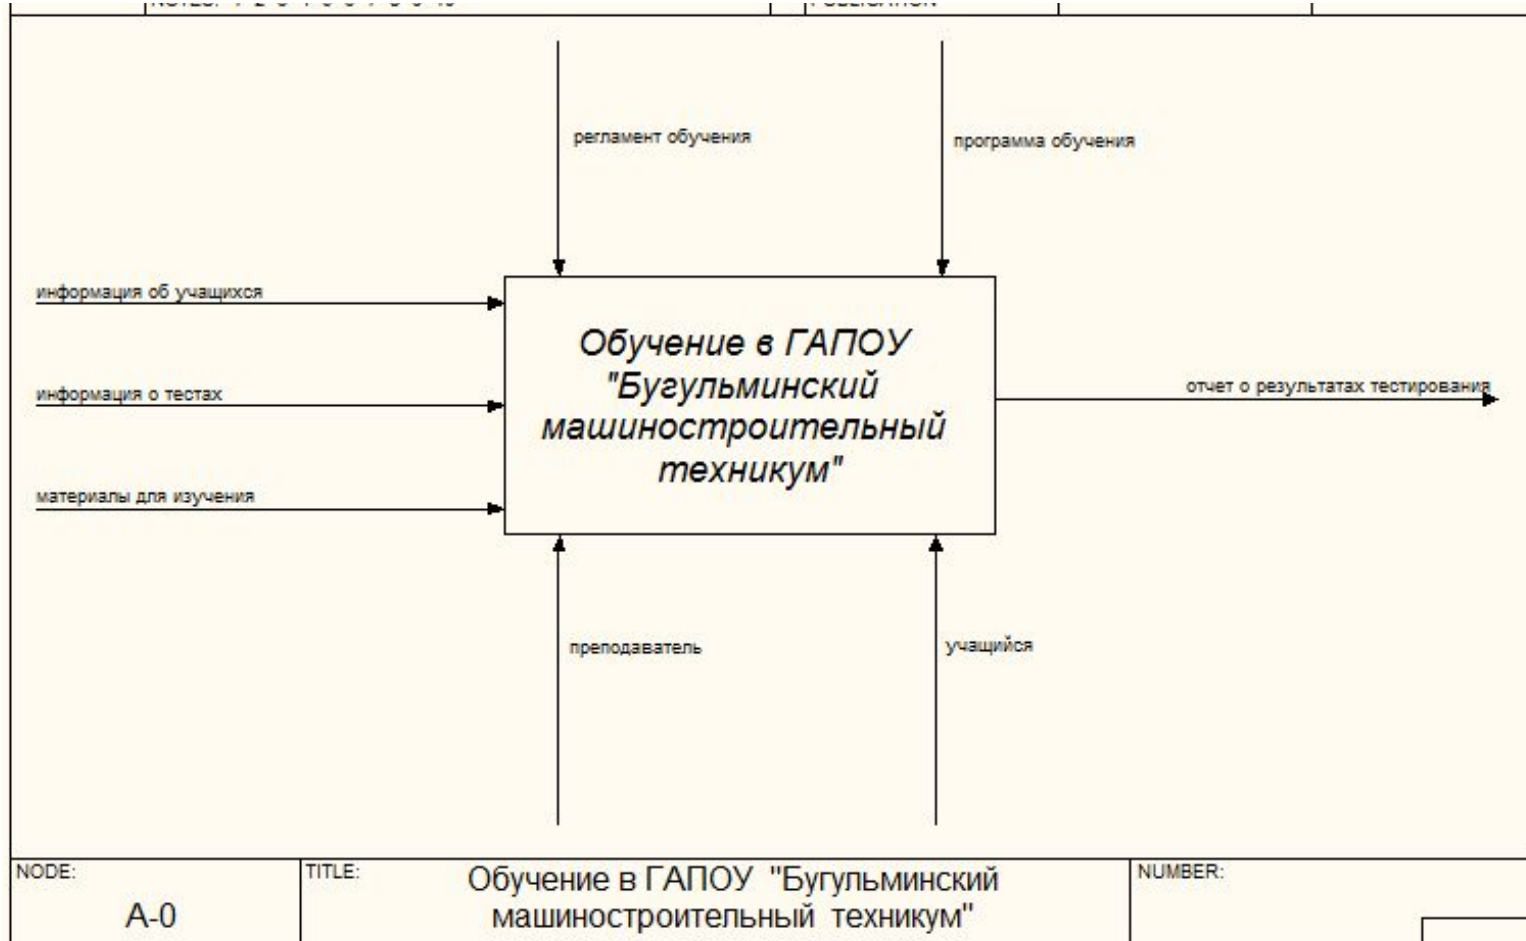 регламент обучения
программа обучения
информация об учащихся
Обучение в ГАПОУ
"Бугульминский
машиностроительный
техникум"
информация о тестах
отчет о результатах тестирования
материалы для изучения
преподаватель
учащийся
NODE:
A-0
TITLE:
Обучение в ГАПОУ "Бугульминский
машиностроительный техникум"
NUMBER: